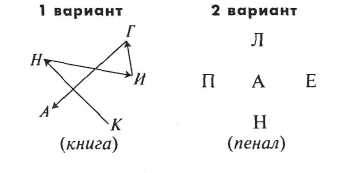 1 вариант 2 вариант
Г Л
Н И П А Е
А К Н
(книга) (пенал)